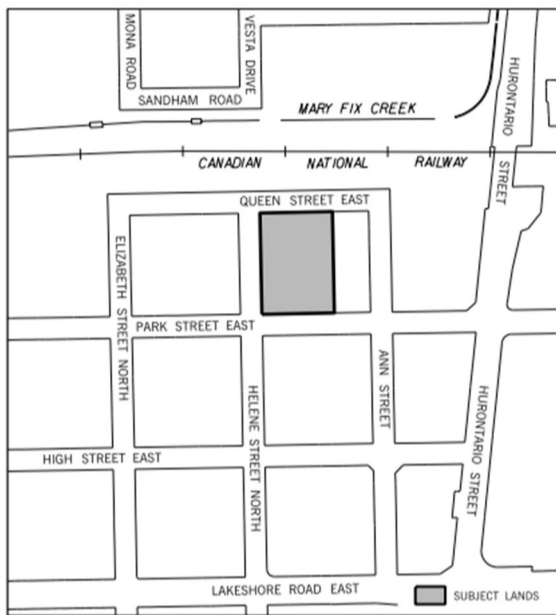 MONA ROAD
VESTA DRIVE
SANDHAM ROAD
MARY FIX CREEK
HURONTARIO STREET
CANADIAN NATIONAL RAILWAY
QUEEN STREET EAST
ELIZABETH STREET NORTH
PARK STREET EAST
ANN STREET
HELENE STREET NORTH
HURONTARIO STREET
HIGH STREET EAST
LAKESHORE ROAD EAST
SUBJECT LANDS